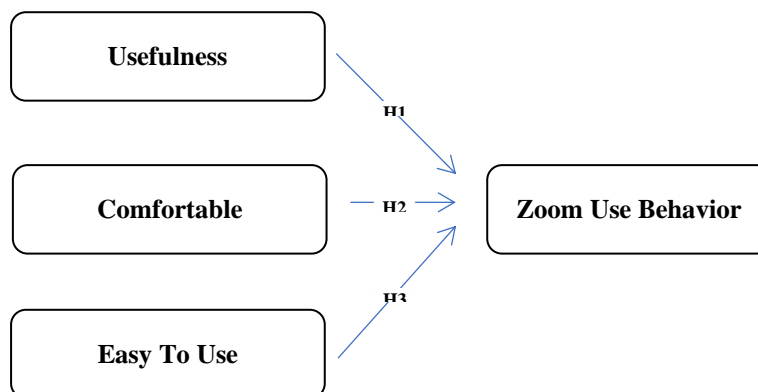 Usefulness
H1
Comfortable
H2
Zoom Use Behavior
H3
Easy To Use